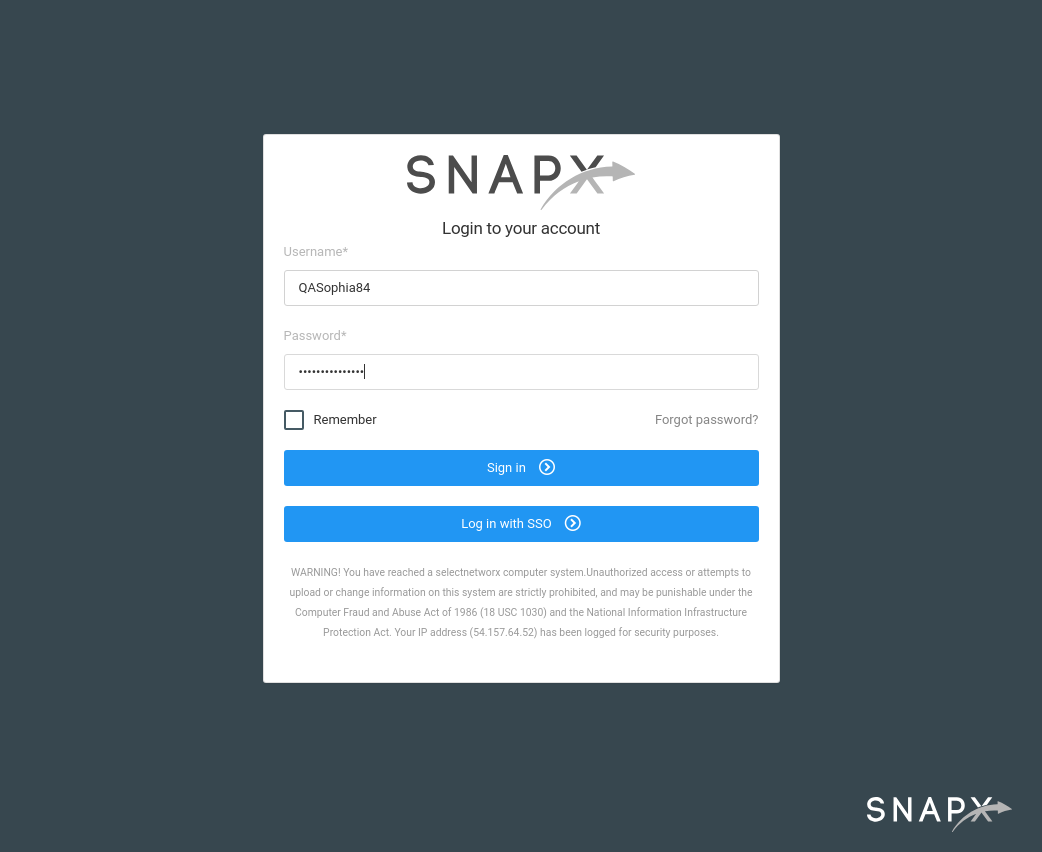 SNAPX
Login to your account
Username*
QASophia84
Password*
•••••••••••••••
Remember
Forgot password?
Sign in
Log in with SSO
WARNING! You have reached a selectnetworx computer system.Unauthorized access or attempts to
upload or change information on this system are strictly prohibited, and may be punishable under the
Computer Fraud and Abuse Act of 1986 (18 USC 1030) and the National Information Infrastructure
Protection Act. Your IP address (54.157.64.52) has been logged for security purposes.
SNAPX